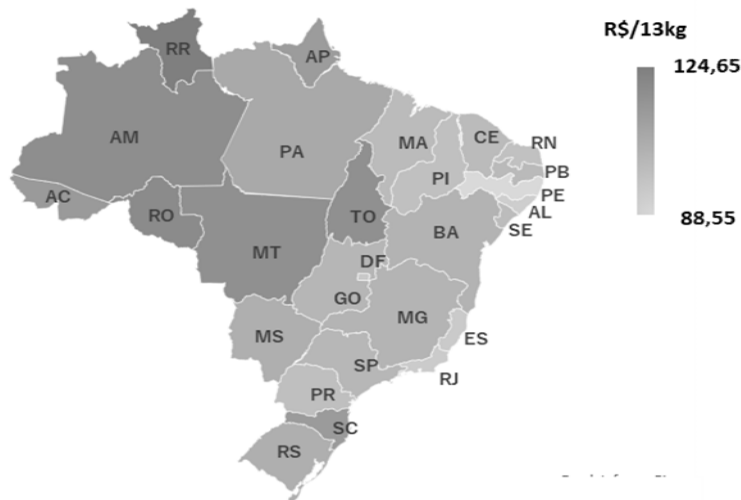 R$/13kg
124,65
88,55
RR
AP
AM
PA
MA
CE
RN
PB
PI
PE
AL
SE
AC
RO
TO
BA
MT
DF
GO
MG
ES
MS
SP
RJ
PR
SC
RS